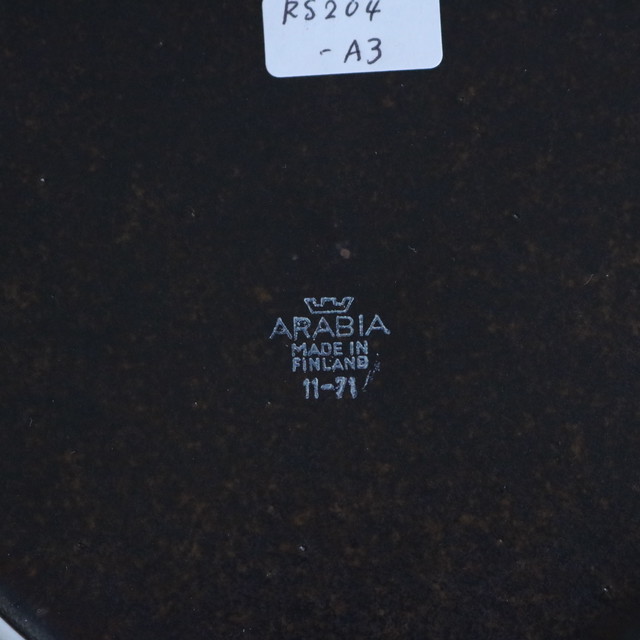 RS204
-A3
ARABIA
MADE IN
FINLAND
11-71